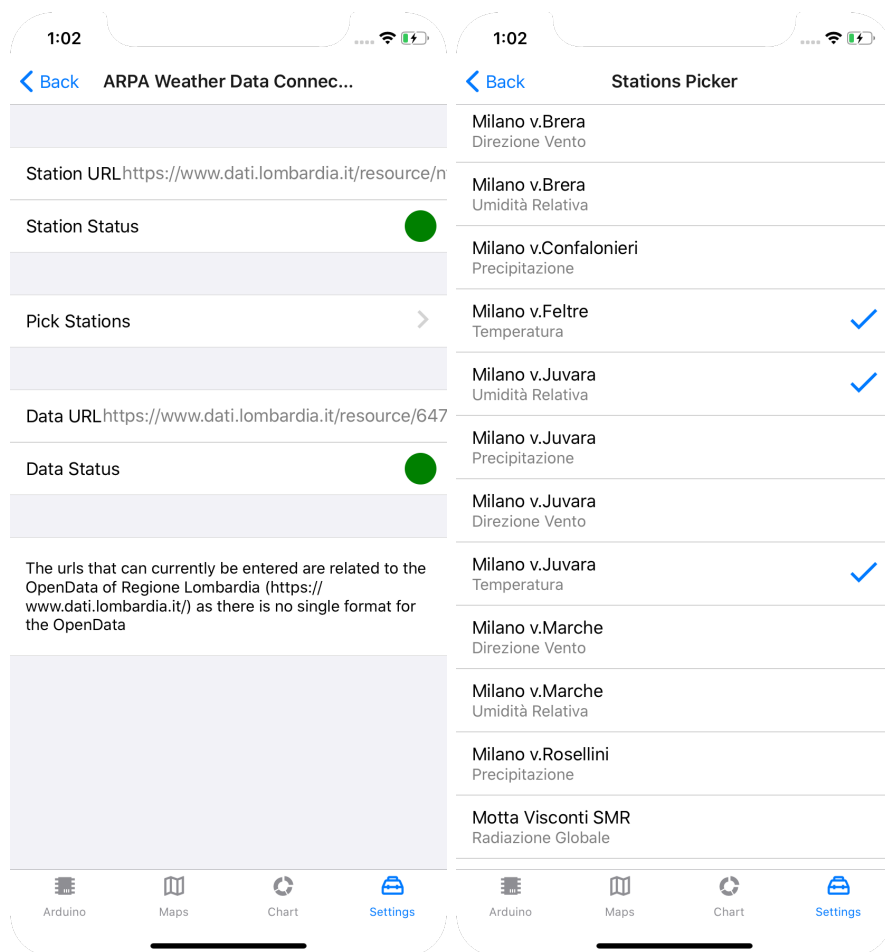 1:02
Back
ARPA Weather Data Connec...
Station URL https://www.dati.lombardia.it/resource/n
Station Status
Pick Stations
Data URL https://www.dati.lombardia.it/resource/647
Data Status
The urls that can currently be entered are related to the
OpenData of Regione Lombardia (https://
www.dati.lombardia.it/) as there is no single format for
the OpenData
Arduino
Maps
Chart
Settings
1:02
Back
Stations Picker
Milano v.Brera
Direzione Vento
Milano v.Brera
Umidità Relativa
Milano v.Confalonieri
Precipitazione
Milano v.Feltre
Temperatura
Milano v.Juvara
Umidità Relativa
Milano v.Juvara
Precipitazione
Milano v.Juvara
Direzione Vento
Milano v.Juvara
Temperatura
Milano v.Marche
Direzione Vento
Milano v.Marche
Umidità Relativa
Milano v.Rosellini
Precipitazione
Motta Visconti SMR
Radiazione Globale
Arduino
Maps
Chart
Settings